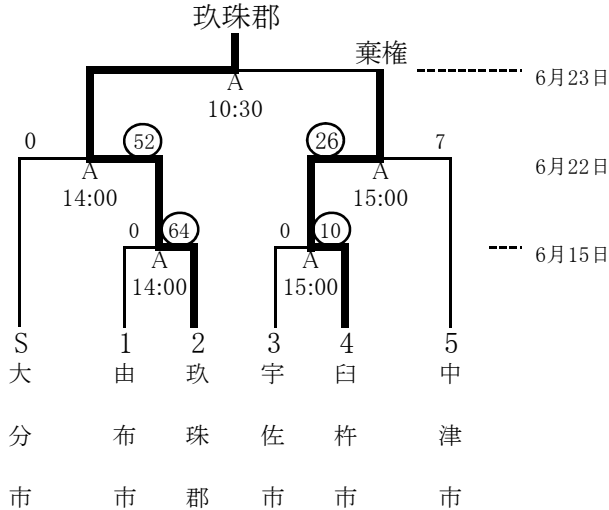 玖珠郡
棄権
6月23日
A
10:30
0
52
26
7
6月22日
A
14:00
A
15:00
0
64
0
10
6月15日
A
14:00
A
15:00
S
1
2
3
4
5
大分市
由布市
玖珠郡
宇佐市
臼杵市
中津市